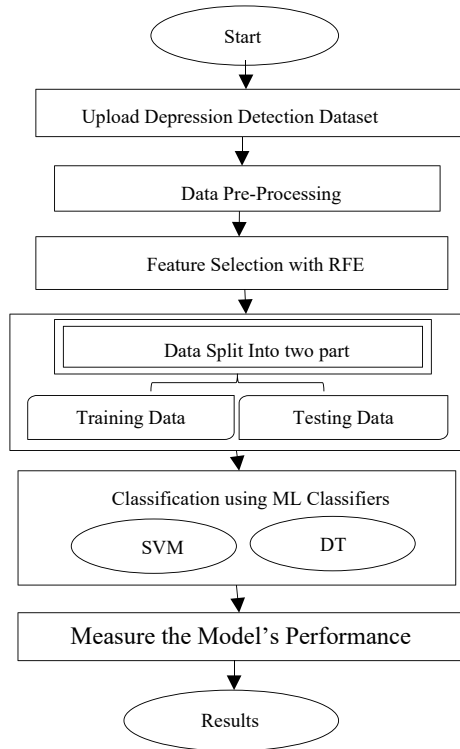 Start
Upload Depression Detection Dataset
Data Pre-Processing
Feature Selection with RFE
Data Split Into two part
Training Data
Testing Data
Classification using ML Classifiers
SVM
DT
Measure the Model's Performance
Results